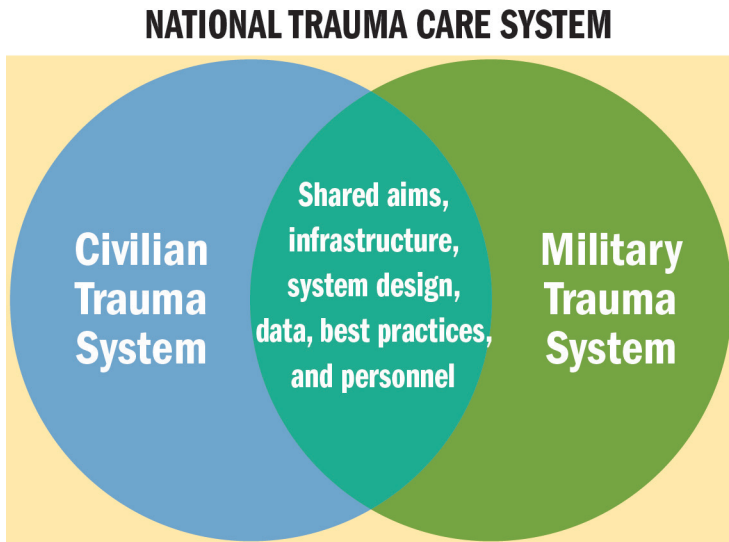 NATIONAL TRAUMA CARE SYSTEM
Civilian
Trauma
System
Shared aims,
infrastructure,
system design,
data, best practices,
and personnel
Military
Trauma
System